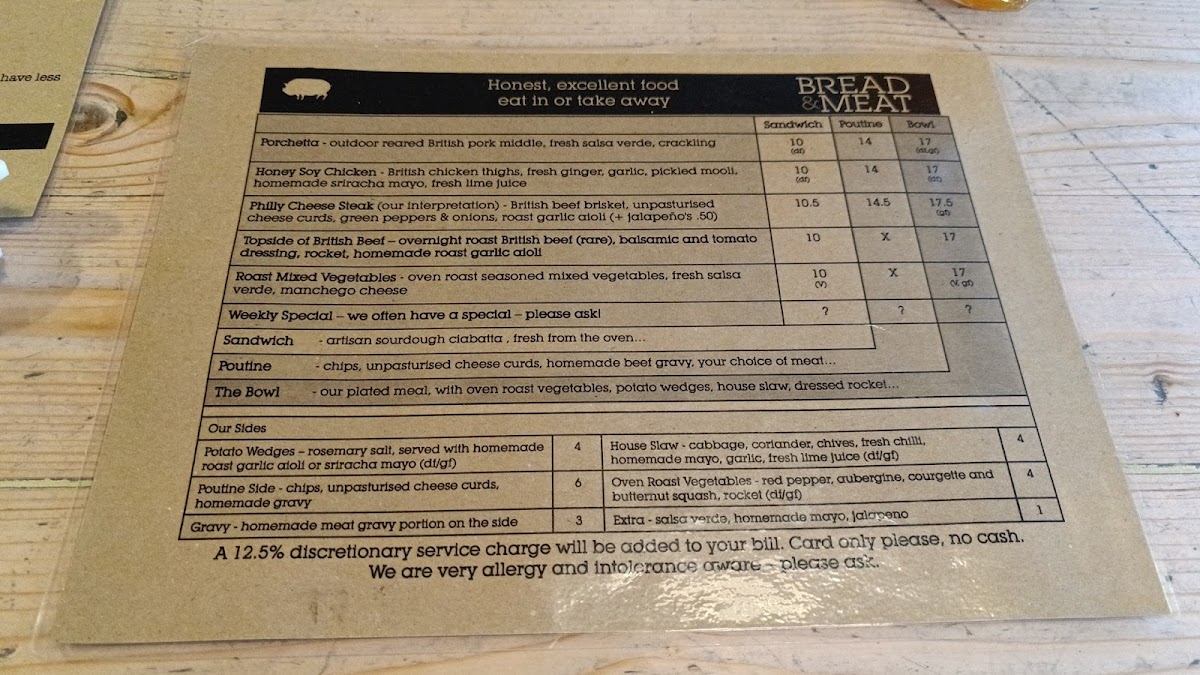 have less
Honest, excellent food
eat in or take away
BREAD
&MEAT
Sandwich Poutine Bowl
Porchetta - outdoor reared British pork middle, fresh salsa verde, crackling 10 (df) 14 17 (df,gf)
Honey Soy Chicken - British chicken thighs, fresh ginger, garlic, pickled mooli, 10 (df) 14 17 (df)
homemade sriracha mayo, fresh lime juice
Philly Cheese Steak (our interpretation) - British beef brisket, unpasturised 10.5 14.5 17.5 (gf)
cheese curds, green peppers & onions, roast garlic aioli (+ jalapeño's .50)
Topside of British Beef – overnight roast British beef (rare), balsamic and tomato 10 X 17
dressing, rocket, homemade roast garlic aioli
Roast Mixed Vegetables - oven roast seasoned mixed vegetables, fresh salsa 10 (v) X 17 (v, gf)
verde, manchego cheese
Weekly Special – we often have a special – please ask! ? ? ?
Sandwich - artisan sourdough ciabatta , fresh from the oven...
Poutine - chips, unpasturised cheese curds, homemade beef gravy, your choice of meat...
The Bowl - our plated meal, with oven roast vegetables, potato wedges, house slaw, dressed rocket...
Our Sides
Potato Wedges – rosemary salt, served with homemade 4
roast garlic aioli or sriracha mayo (df/gf)
House Slaw - cabbage, coriander, chives, fresh chilli, 4
homemade mayo, garlic, fresh lime juice (df/gf)
Poutine Side - chips, unpasturised cheese curds, 6
homemade gravy
Oven Roast Vegetables - red pepper, aubergine, courgette and 4
butternut squash, rocket (df/gf)
Gravy - homemade meat gravy portion on the side 3
Extra - salsa verde, homemade mayo, jalapeno 1
A 12.5% discretionary service charge will be added to your bill. Card only please, no cash.
We are very allergy and intolerance aware – please ask.